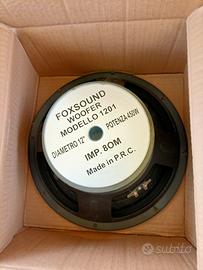 FOXSOUND
WOOFER
MODELLO 1201
DIAMETRO 12" POTENZA 450W
IMP. 8OM
Made in P.R.C.
subito